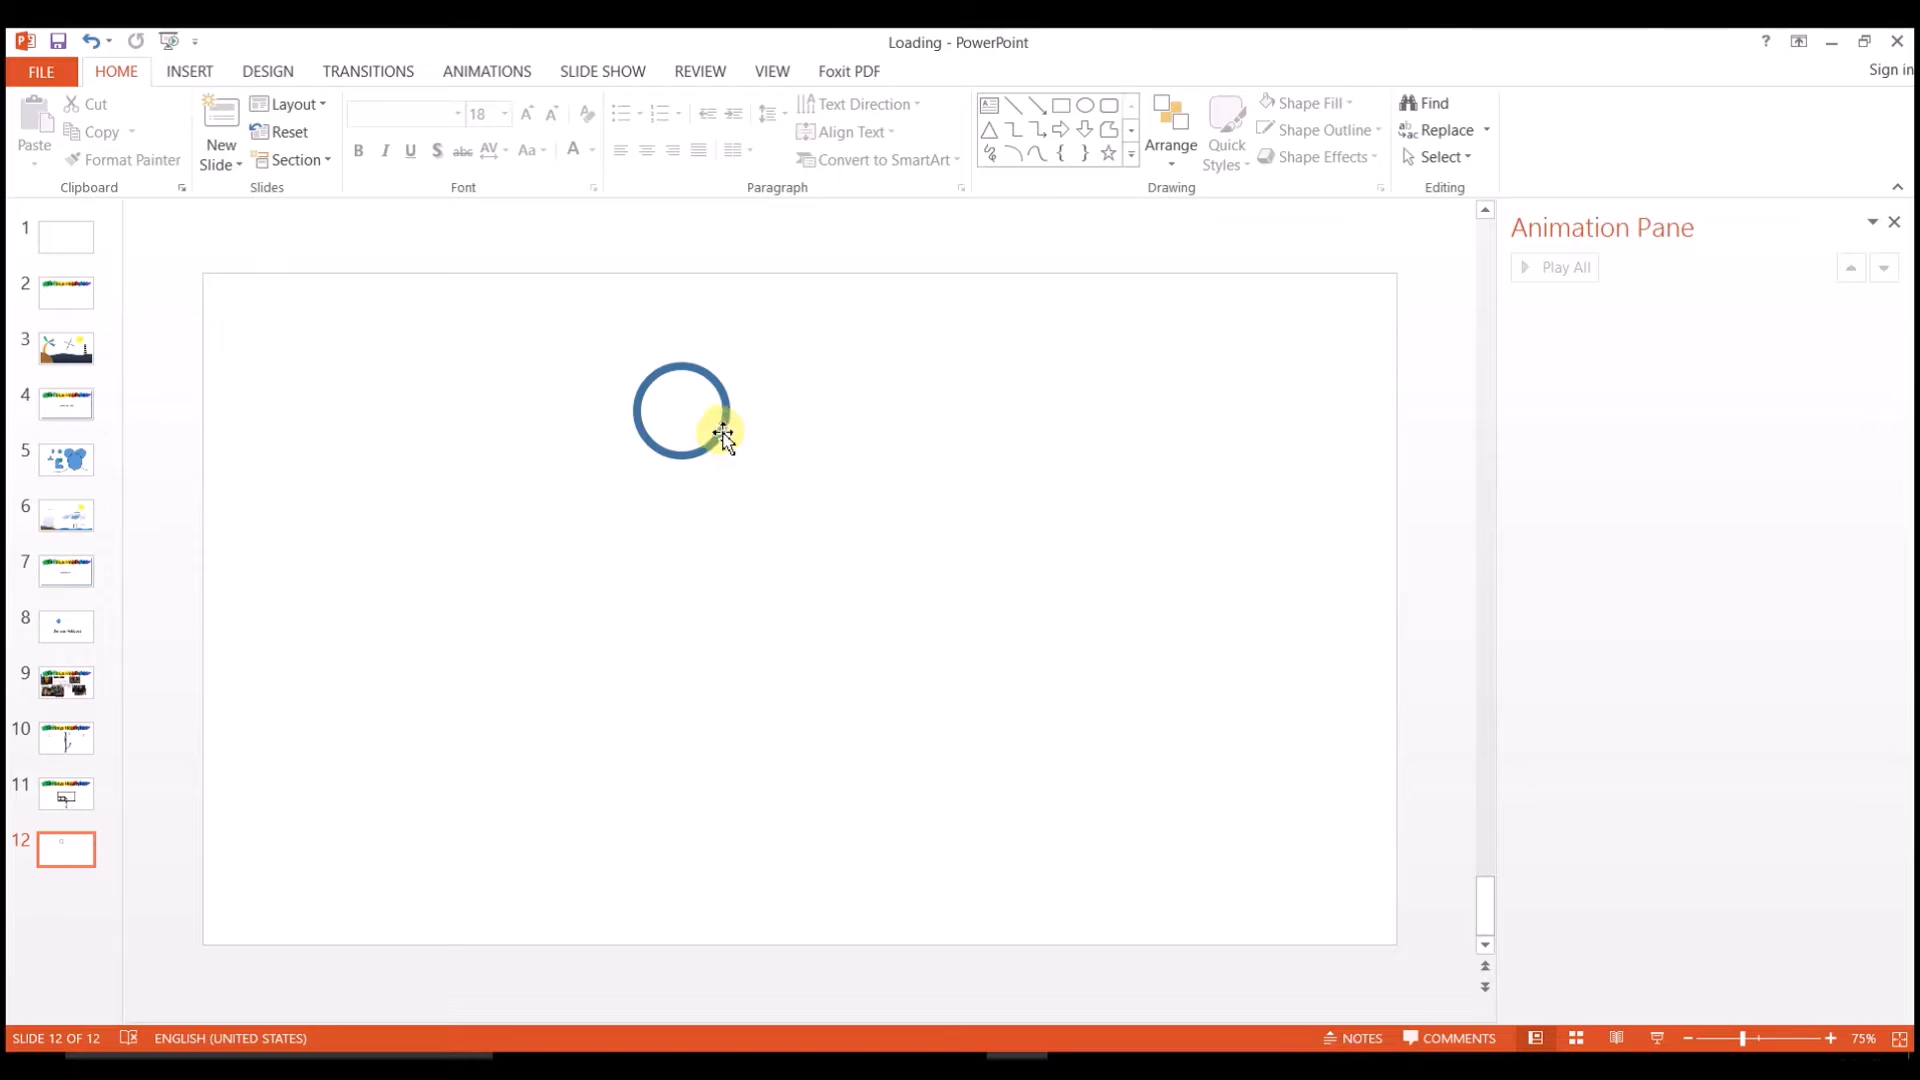 Loading - PowerPoint
?
FILE HOME INSERT DESIGN TRANSITIONS ANIMATIONS SLIDE SHOW REVIEW VIEW Foxit PDF Sign in
Paste
Cut
Copy
Format Painter
Clipboard
New
Slide
Layout
Reset
Section
Slides
18
B I U S abc AV Aa A
Font
Text Direction
Align Text
Convert to SmartArt
Paragraph
Arrange
Quick
Styles
Shape Fill
Shape Outline
Shape Effects
Drawing
Find
Replace
Select
Editing
1
2
3
4
5
6
7
8
9
10
11
12
Animation Pane
Play All
SLIDE 12 OF 12 ENGLISH (UNITED STATES) NOTES COMMENTS 75%